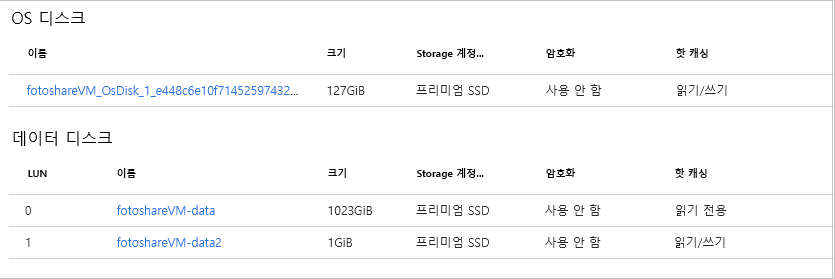 OS 디스크
이름 크기 Storage 계정... 암호화 핫 캐싱
fotoshareVM_OsDisk_1_e448c6e10f71452597432... 127GiB 프리미엄 SSD 사용 안 함 읽기/쓰기
데이터 디스크
LUN 이름 크기 Storage 계정... 암호화 핫 캐싱
0 fotoshareVM-data 1023GiB 프리미엄 SSD 사용 안 함 읽기 전용
1 fotoshareVM-data2 1GiB 프리미엄 SSD 사용 안 함 읽기/쓰기